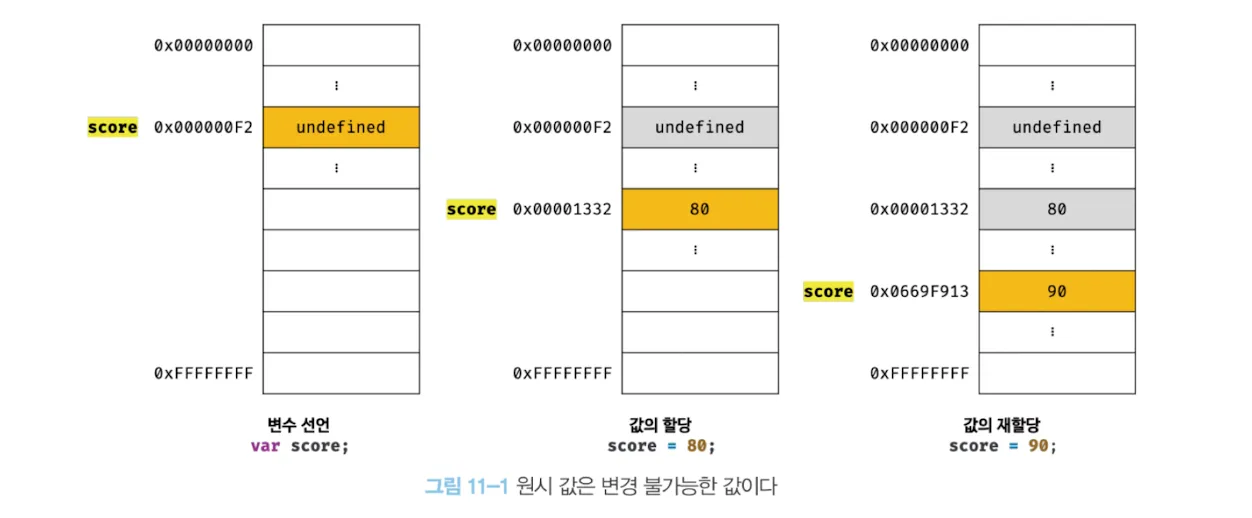 0x00000000 0x00000000 0x00000000
⋮ ⋮ ⋮
score 0x000000F2 undefined 0x000000F2 undefined 0x000000F2 undefined
⋮ ⋮ ⋮
score 0x00001332 80 0x00001332 80
⋮ ⋮
score 0x0669F913 90
⋮
0xFFFFFFFF 0xFFFFFFFF 0xFFFFFFFF
변수 선언 값의 할당 값의 재할당
var score; score = 80; score = 90;
그림 11-1 원시 값은 변경 불가능한 값이다